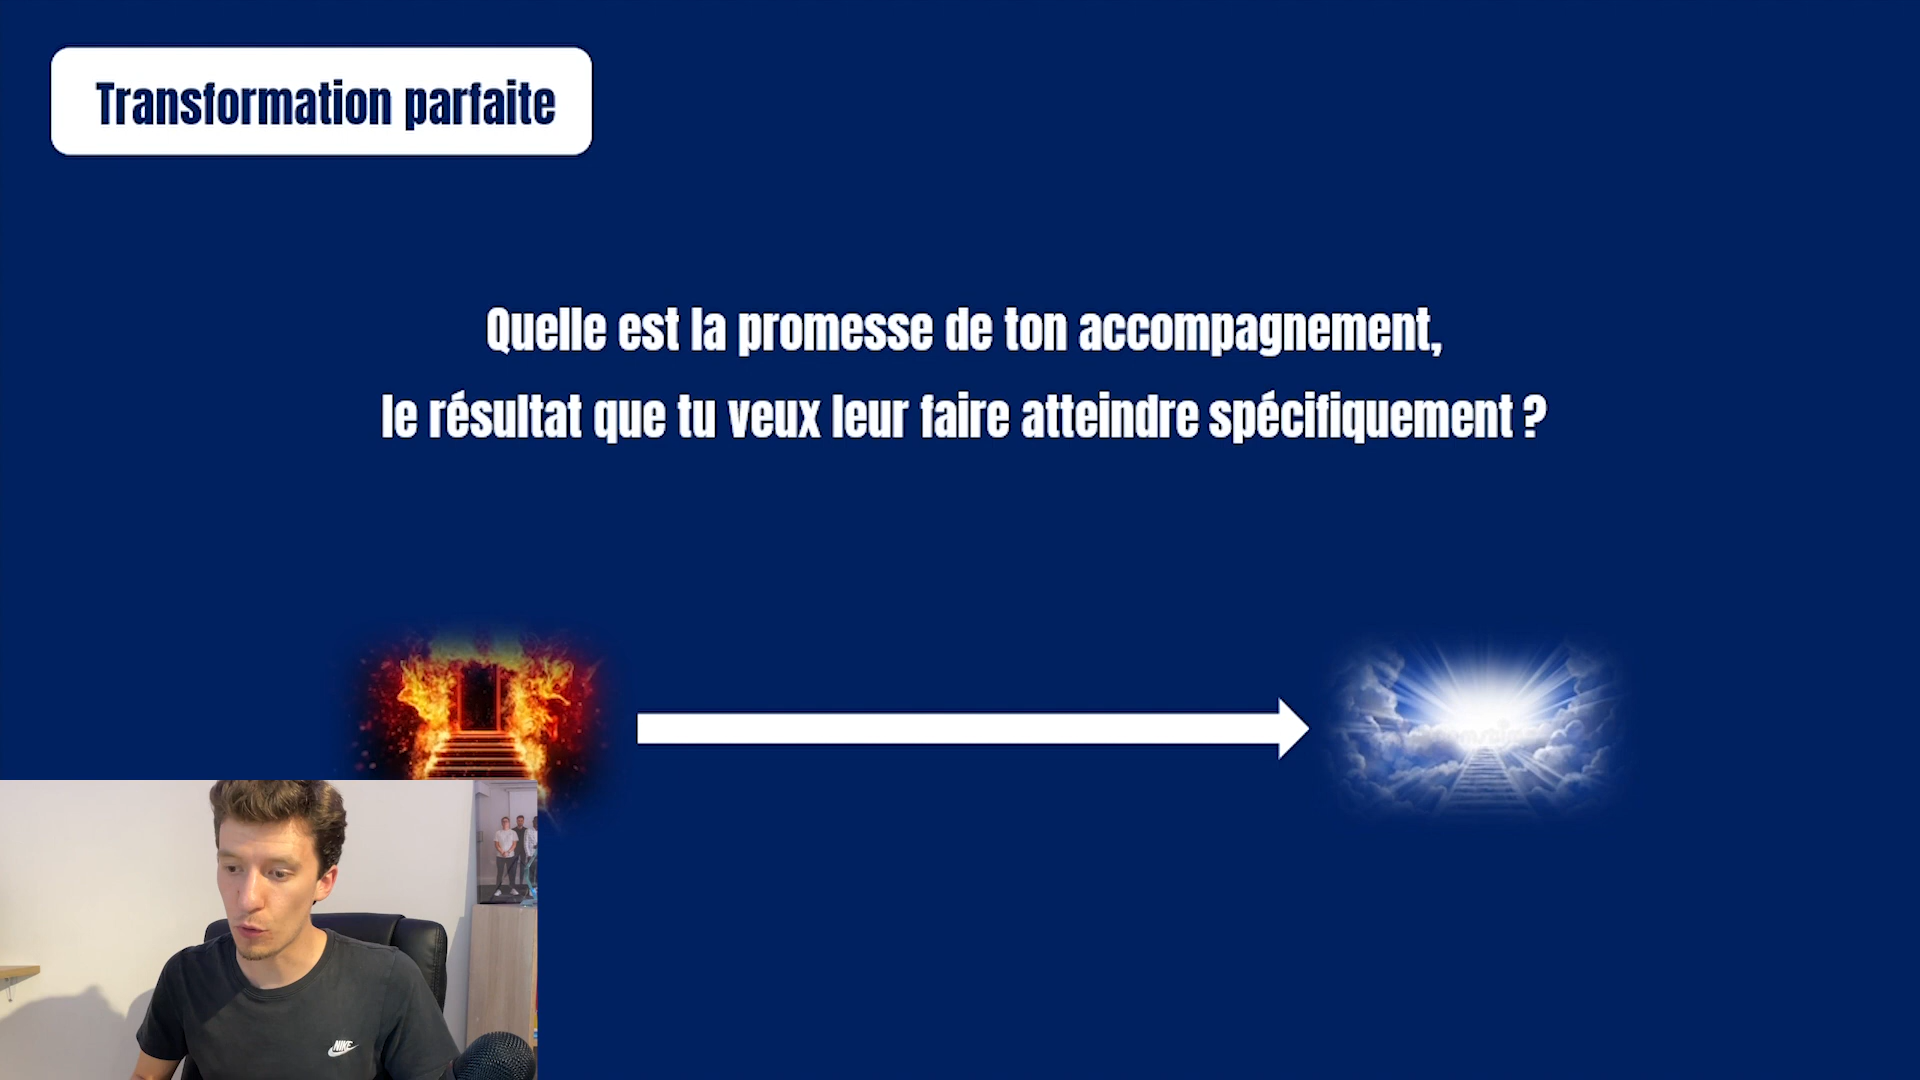 Transformation parfaite
Quelle est la promesse de ton accompagnement,
le résultat que tu veux leur faire atteindre spécifiquement ?
NIKE